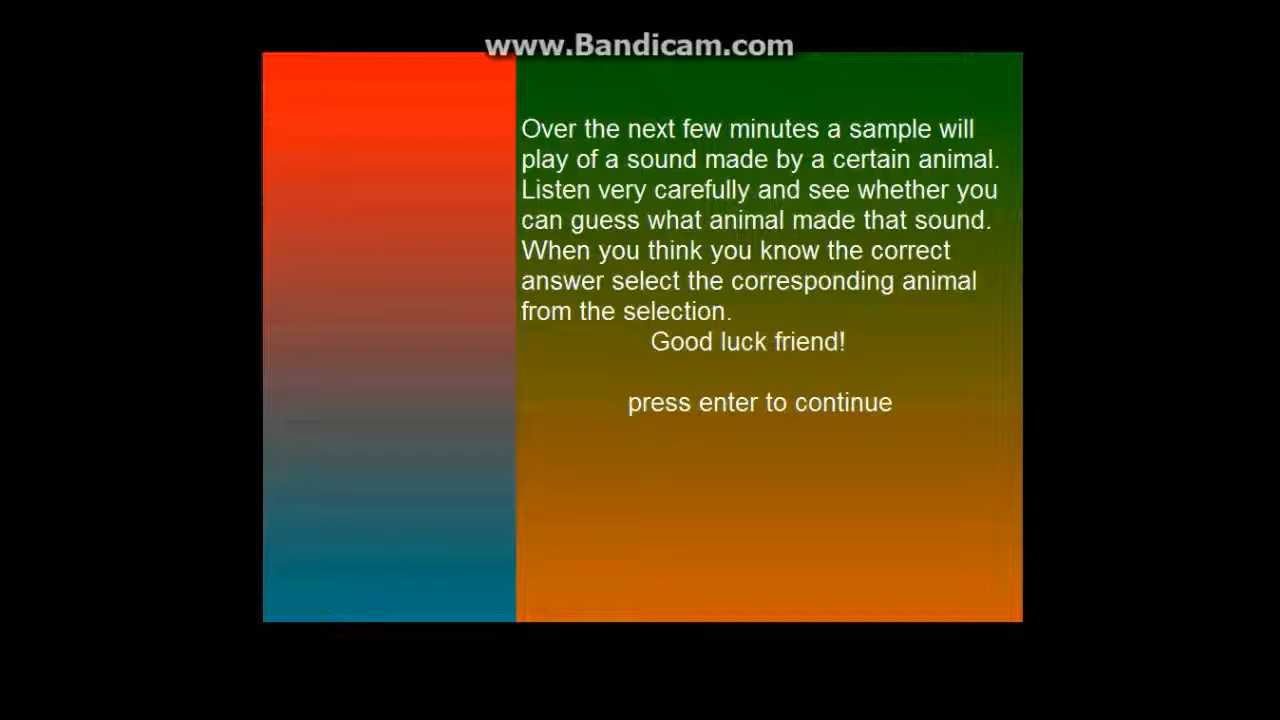 www.Bandicam.com
Over the next few minutes a sample will
play of a sound made by a certain animal.
Listen very carefully and see whether you
can guess what animal made that sound.
When you think you know the correct
answer select the corresponding animal
from the selection.
Good luck friend!
press enter to continue